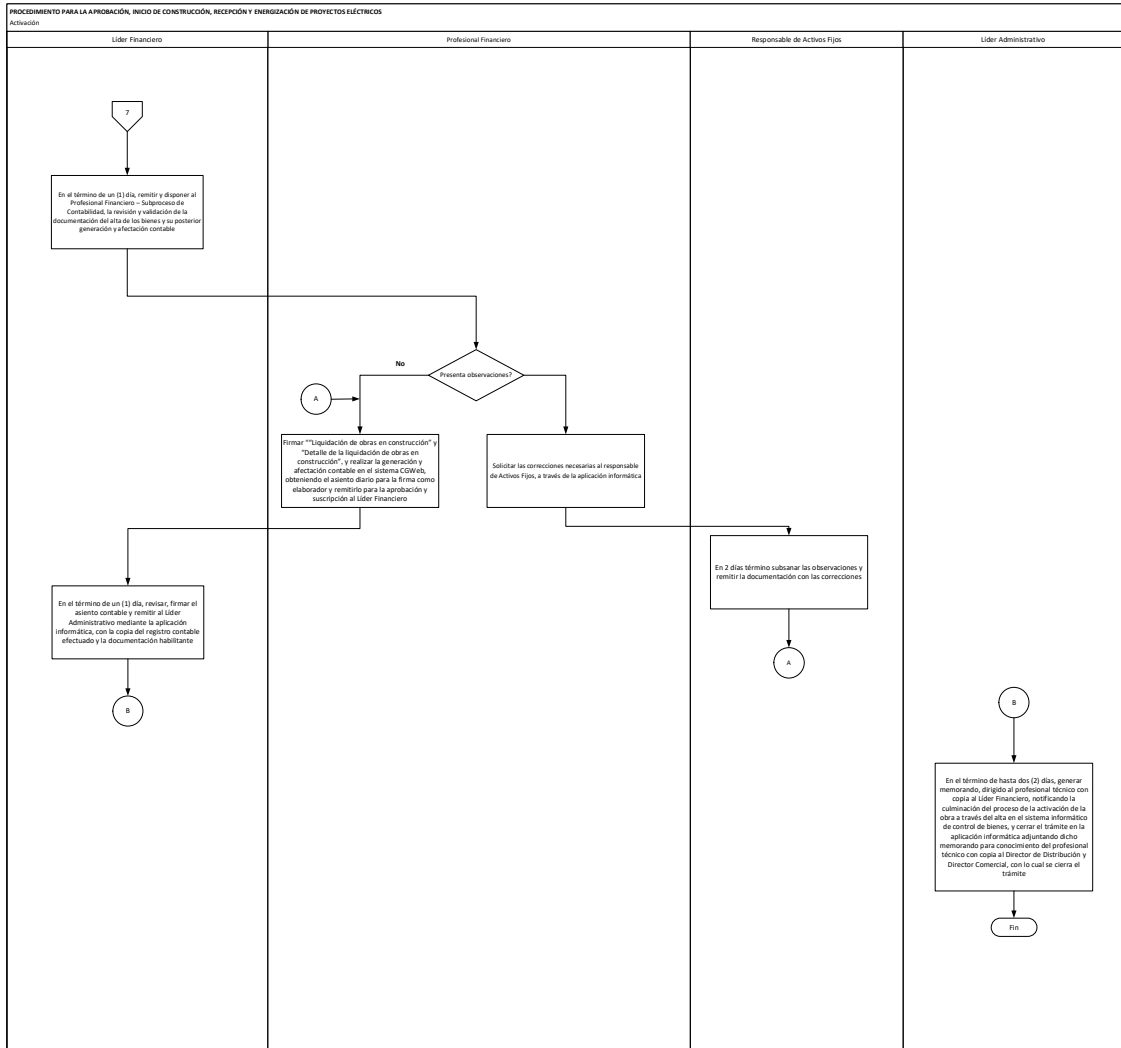 PROCEDIMIENTO PARA LA APROBACIÓN, INICIO DE CONSTRUCCIÓN, RECEPCIÓN Y ENERGIZACIÓN DE PROYECTOS ELÉCTRICOS
Activación
Líder Financiero
Profesional Financiero
Responsable de Activos Fijos
Líder Administrativo
7
En el término de un (1) día, remitir y disponer al
Profesional Financiero – Subproceso de
Contabilidad, la revisión y validación de la
documentación del alta de los bienes y su posterior
generación y afectación contable
Presenta observaciones?
No
A
Firmar ““Liquidación de obras en construcción” y
“Detalle de la liquidación de obras en
construcción”, y realizar la generación y
afectación contable en el sistema CGWeb,
obteniendo el asiento diario para la firma como
elaborador y remitirlo para la aprobación y
suscripción al Líder Financiero
Solicitar las correcciones necesarias al responsable
de Activos Fijos, a través de la aplicación informática
En 2 días término subsanar las observaciones y
remitir la documentación con las correcciones
A
En el término de un (1) día, revisar, firmar el
asiento contable y remitir al Líder
Administrativo mediante la aplicación
informática, con la copia del registro contable
efectuado y la documentación habilitante
B
B
En el término de hasta dos (2) días, generar
memorando, dirigido al profesional técnico con
copia al Líder Financiero, notificando la
culminación del proceso de la activación de la
obra a través del alta en el sistema informático
de control de bienes, y cerrar el trámite en la
aplicación informática adjuntando dicho
memorando para conocimiento del profesional
técnico con copia al Director de Distribución y
Director Comercial, con lo cual se cierra el
trámite
Fin